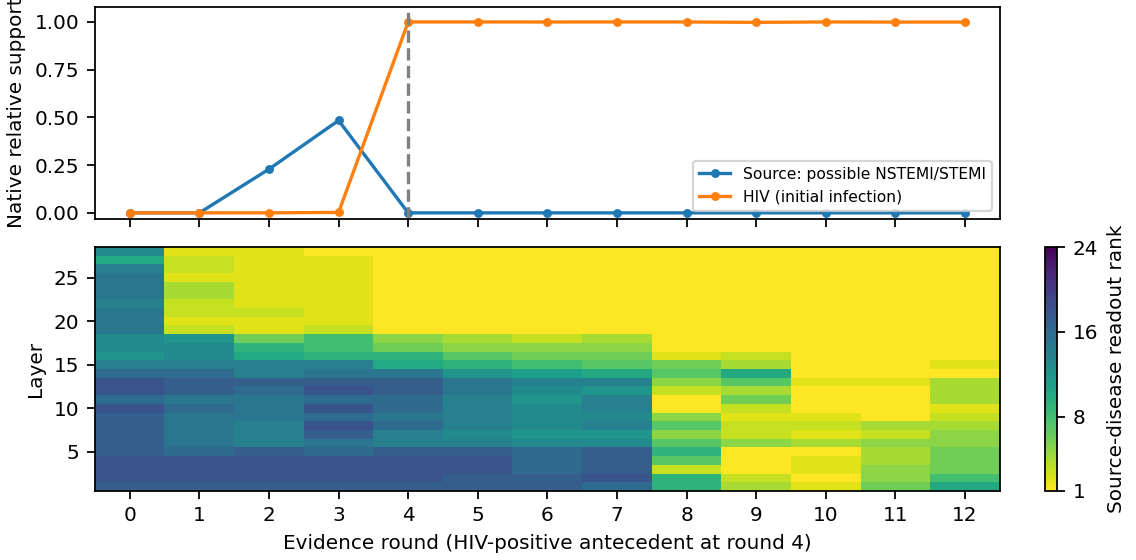 Native relative support
1.00
0.75
0.50
0.25
0.00
Source: possible NSTEMI/STEMI
HIV (initial infection)
Layer
25
20
15
10
5
0 1 2 3 4 5 6 7 8 9 10 11 12
Evidence round (HIV-positive antecedent at round 4)
24
16
8
1
Source-disease readout rank